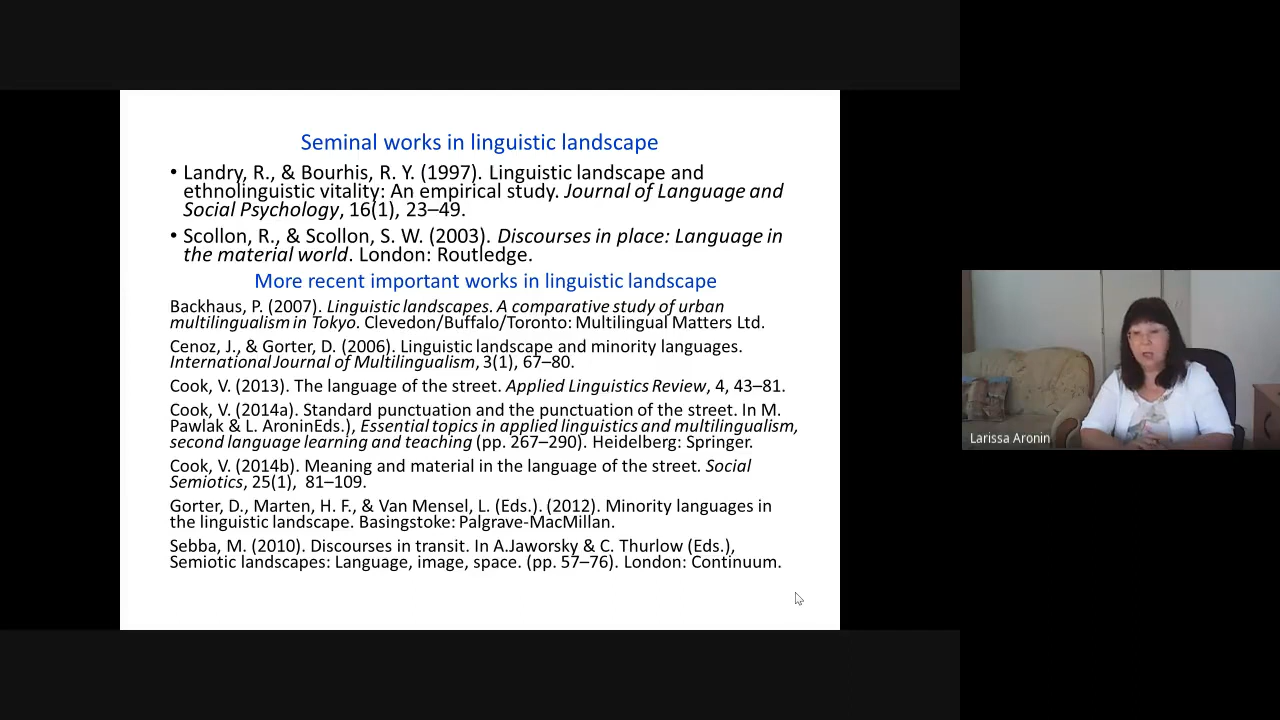 Seminal works in linguistic landscape
• Landry, R., & Bourhis, R. Y. (1997). Linguistic landscape and
ethnolinguistic vitality: An empirical study. Journal of Language and
Social Psychology, 16(1), 23–49.
• Scollon, R., & Scollon, S. W. (2003). Discourses in place: Language in
the material world. London: Routledge.
More recent important works in linguistic landscape
Backhaus, P. (2007). Linguistic landscapes. A comparative study of urban
multilingualism in Tokyo. Clevedon/Buffalo/Toronto: Multilingual Matters Ltd.
Cenoz, J., & Gorter, D. (2006). Linguistic landscape and minority languages.
International Journal of Multilingualism, 3(1), 67–80.
Cook, V. (2013). The language of the street. Applied Linguistics Review, 4, 43–81.
Cook, V. (2014a). Standard punctuation and the punctuation of the street. In M.
Pawlak & L. AroninEds.), Essential topics in applied linguistics and multilingualism,
second language learning and teaching (pp. 267–290). Heidelberg: Springer.
Cook, V. (2014b). Meaning and material in the language of the street. Social
Semiotics, 25(1), 81–109.
Gorter, D., Marten, H. F., & Van Mensel, L. (Eds.). (2012). Minority languages in
the linguistic landscape. Basingstoke: Palgrave-MacMillan.
Sebba, M. (2010). Discourses in transit. In A.Jaworsky & C. Thurlow (Eds.),
Semiotic landscapes: Language, image, space. (pp. 57–76). London: Continuum.
Larissa Aronin